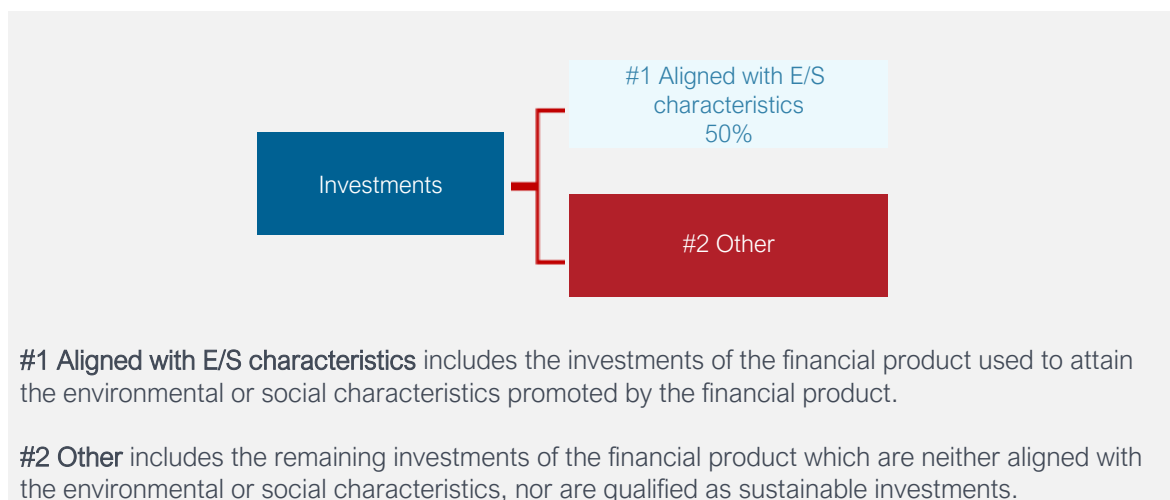 #1 Aligned with E/S
characteristics
50%
Investments
#2 Other
#1 Aligned with E/S characteristics includes the investments of the financial product used to attain
the environmental or social characteristics promoted by the financial product.
#2 Other includes the remaining investments of the financial product which are neither aligned with
the environmental or social characteristics, nor are qualified as sustainable investments.